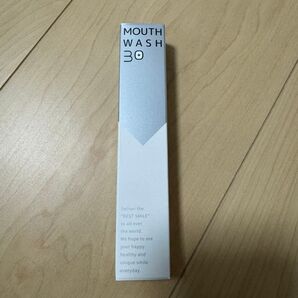 MOUTH
WASH
30
Deliver the
"BEST SMILE"
to all over
the world.
We hope to see
your happy,
healthy and
unique smile
everyday.